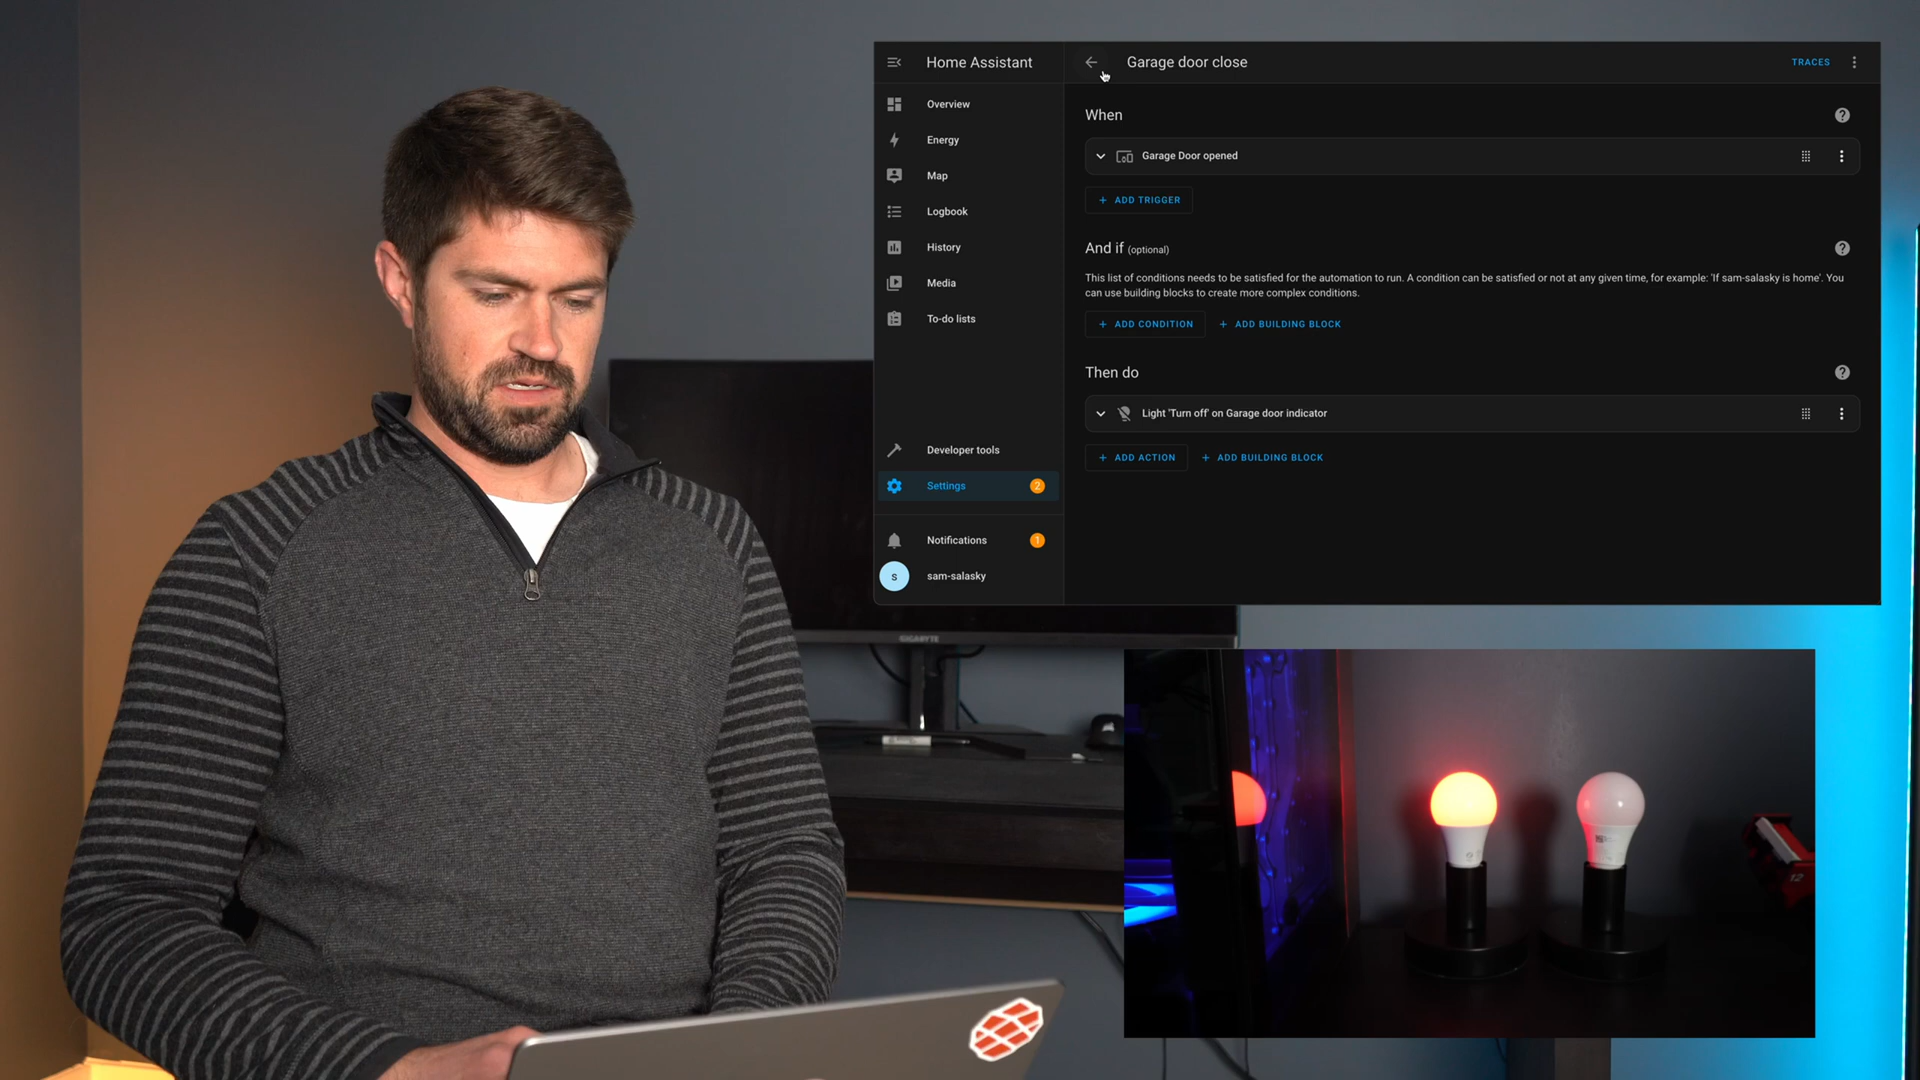 Home Assistant
Garage door close
TRACES
Overview
Energy
Map
Logbook
History
Media
To-do lists
Developer tools
Settings
2
Notifications
1
s
sam-salasky
When
Garage Door opened
+ ADD TRIGGER
And if (optional)
This list of conditions needs to be satisfied for the automation to run. A condition can be satisfied or not at any given time, for example: 'If sam-salasky is home'. You
can use building blocks to create more complex conditions.
+ ADD CONDITION
+ ADD BUILDING BLOCK
Then do
Light 'Turn off' on Garage door indicator
+ ADD ACTION
+ ADD BUILDING BLOCK
GIGABYTE
12